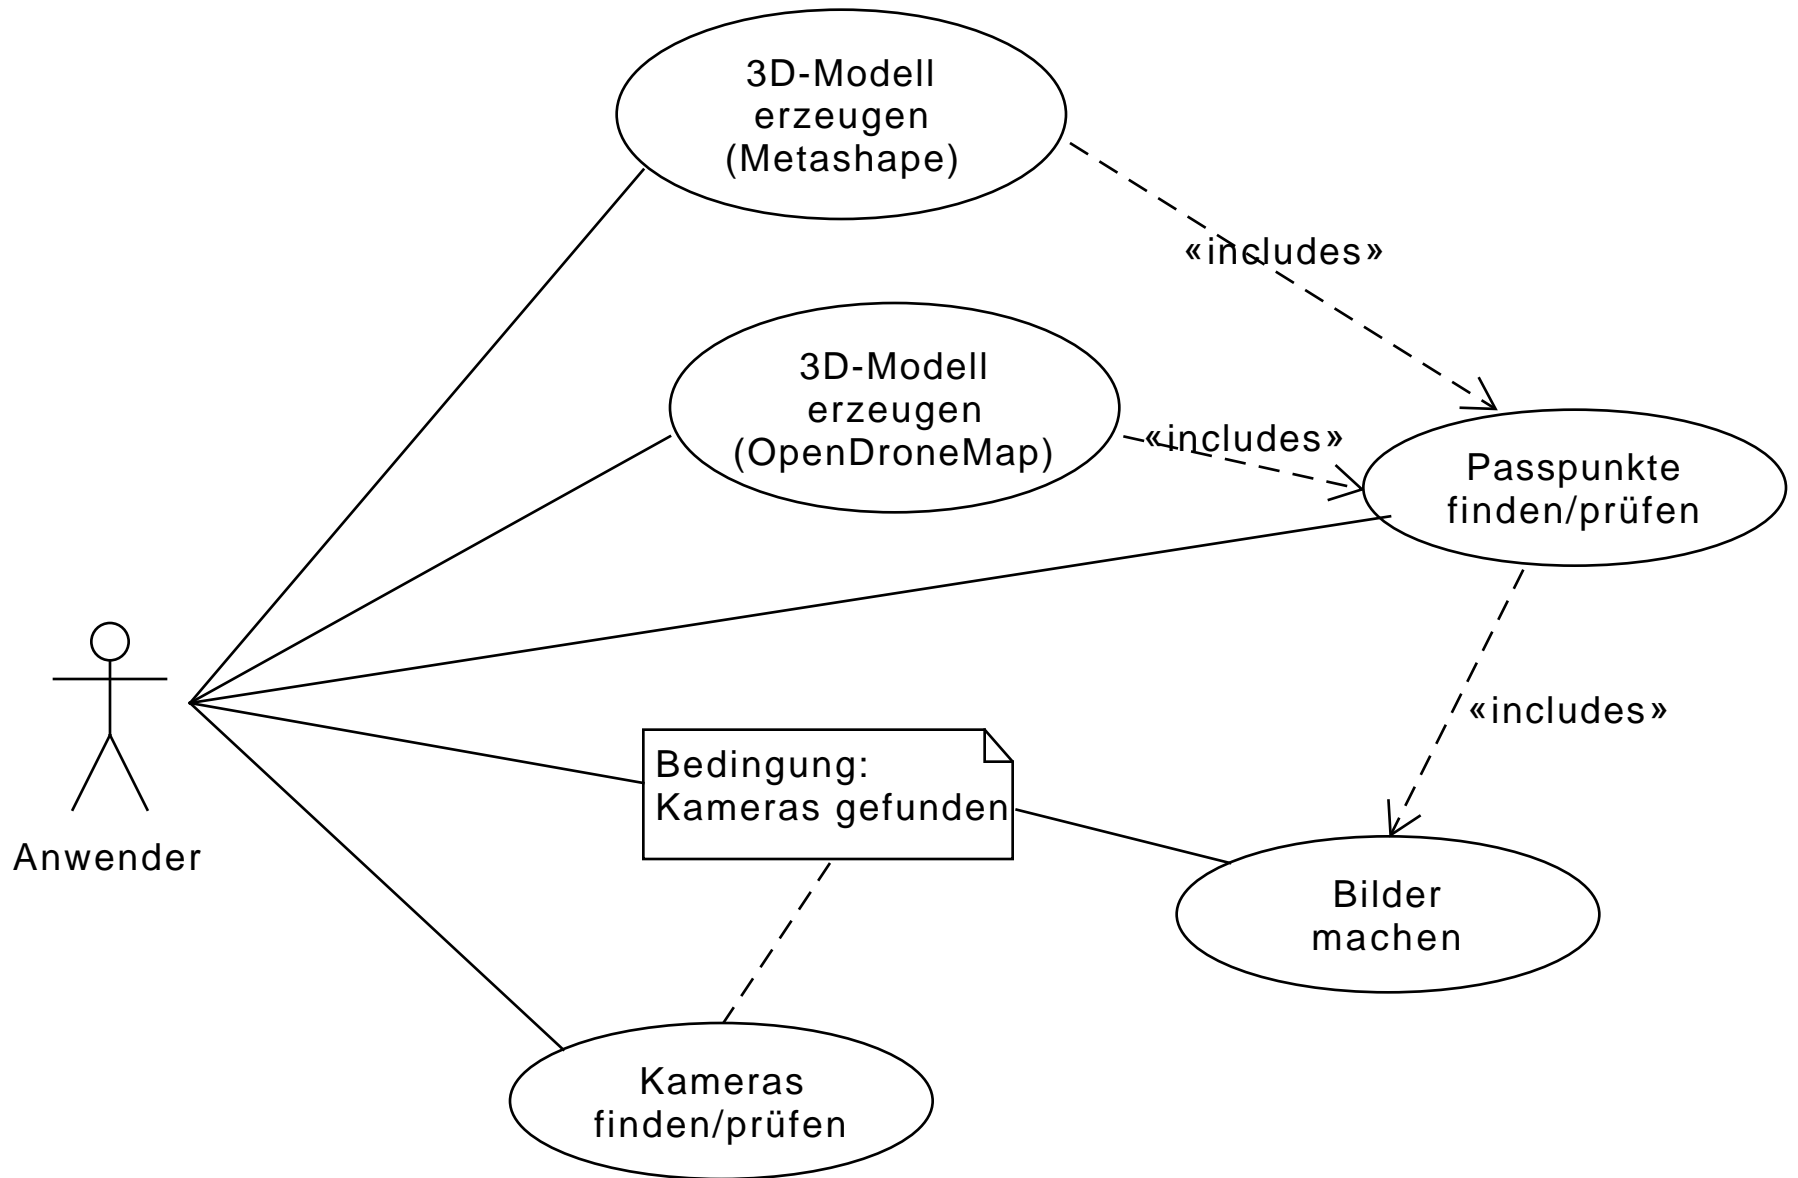 3D-Modell
erzeugen
(Metashape)
«includes»
3D-Modell
erzeugen
(OpenDroneMap)
«includes»
Passpunkte
finden/prüfen
«includes»
Bedingung:
Kameras gefunden
Anwender
Bilder
machen
Kameras
finden/prüfen